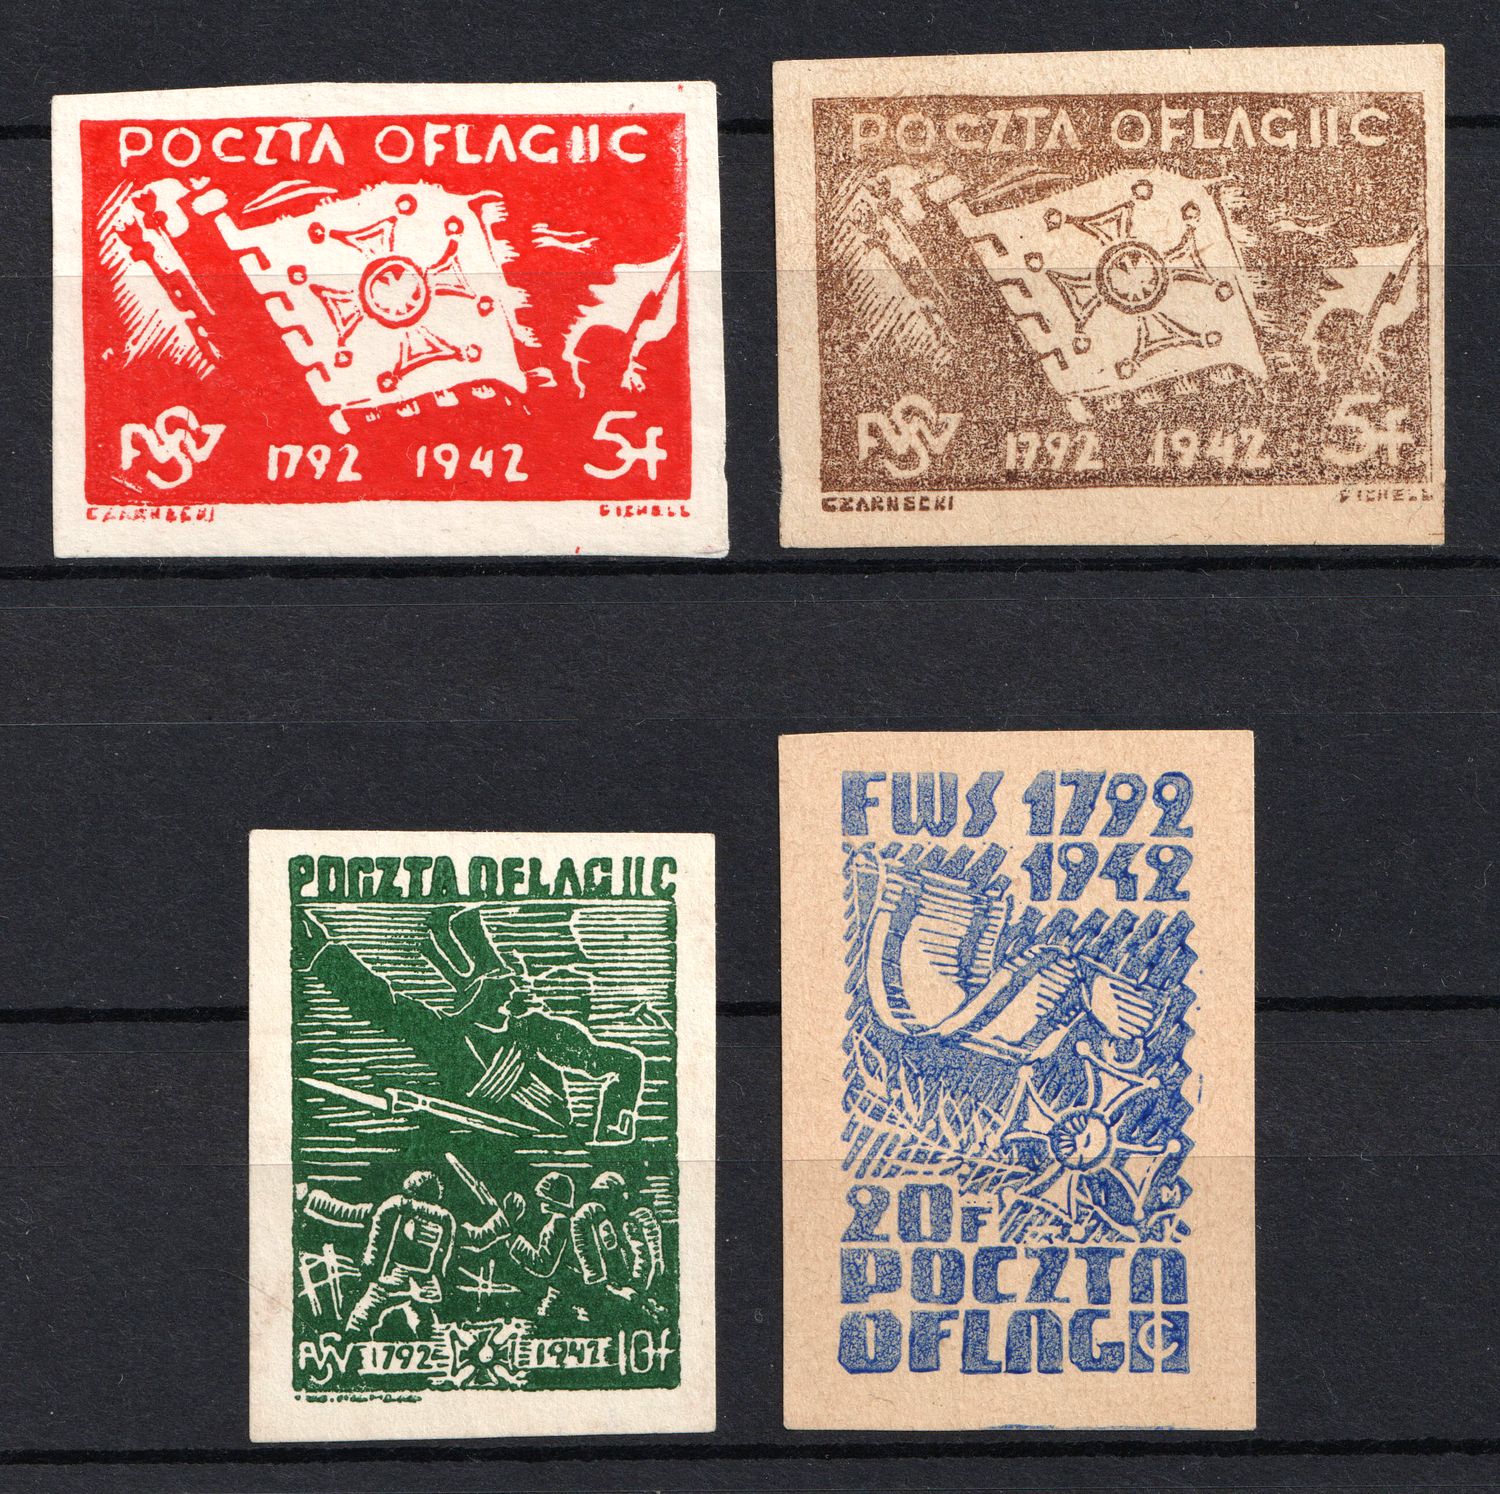 POCZTA OFLAG IIC
1792 1942 5f
CZARNECKI
POCZTA OFLAG IIC
1792 1942 5f
CZARNECKI
POCZTA OFLAG IIC
1792 1942 10f
FWS 1792
1942
20F
POCZTA
OFLAG IIC